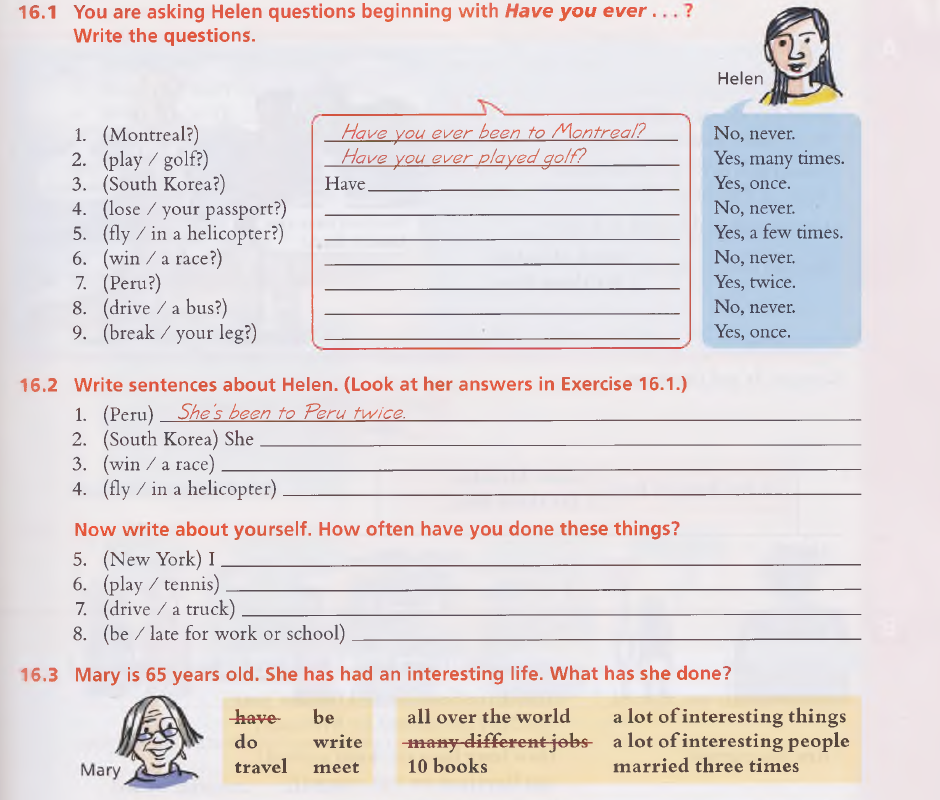 16.1 You are asking Helen questions beginning with Have you ever . . . ?
Write the questions.
Helen
1. (Montreal?) Have you ever been to Montreal? No, never.
2. (play / golf?) Have you ever played golf? Yes, many times.
3. (South Korea?) Have Yes, once.
4. (lose / your passport?) No, never.
5. (fly / in a helicopter?) Yes, a few times.
6. (win / a race?) No, never.
7. (Peru?) Yes, twice.
8. (drive / a bus?) No, never.
9. (break / your leg?) Yes, once.
16.2 Write sentences about Helen. (Look at her answers in Exercise 16.1.)
1. (Peru) She's been to Peru twice.
2. (South Korea) She
3. (win / a race)
4. (fly / in a helicopter)
Now write about yourself. How often have you done these things?
5. (New York) I
6. (play / tennis)
7. (drive / a truck)
8. (be / late for work or school)
16.3 Mary is 65 years old. She has had an interesting life. What has she done?
have be all over the world a lot of interesting things
do write many different jobs a lot of interesting people
travel meet 10 books married three times
Mary